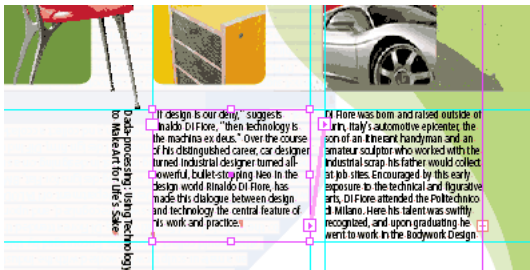 Data-processing: Using Technology
to Make Art for Life's Sake
"If design is our deity," suggests
Rinaldo Di Fiore, "then technology is
the machina ex deus." Over the course
of his distinguished career, car designer
turned industrial designer turned all-
powerful, bullet-stopping Neo in the
design world Rinaldo Di Fiore, has
made this dialogue between design
and technology the central feature of
his work and practice.
Di Fiore was born and raised outside of
Turin, Italy's automotive epicenter, the
son of an itinerant handyman and an
amateur sculptor who worked with the
industrial scrap his father would collect
at job sites. Encouraged by this early
exposure to the technical and figurative
arts, Di Fiore attended the Politechnico
di Milano. Here his talent was swiftly
recognized, and upon graduating he
went to work in the Bodywork Design